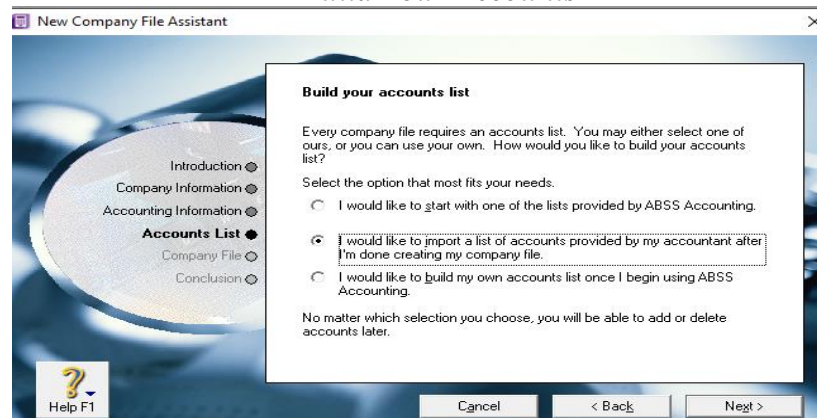 New Company File Assistant
Build your accounts list
Every company file requires an accounts list. You may either select one of
ours, or you can use your own. How would you like to build your accounts
list?
Select the option that most fits your needs.
I would like to start with one of the lists provided by ABSS Accounting.
I would like to import a list of accounts provided by my accountant after
I'm done creating my company file.
I would like to build my own accounts list once I begin using ABSS
Accounting.
No matter which selection you choose, you will be able to add or delete
accounts later.
Introduction
Company Information
Accounting Information
Accounts List
Company File
Conclusion
Help F1
Cancel
< Back
Next >